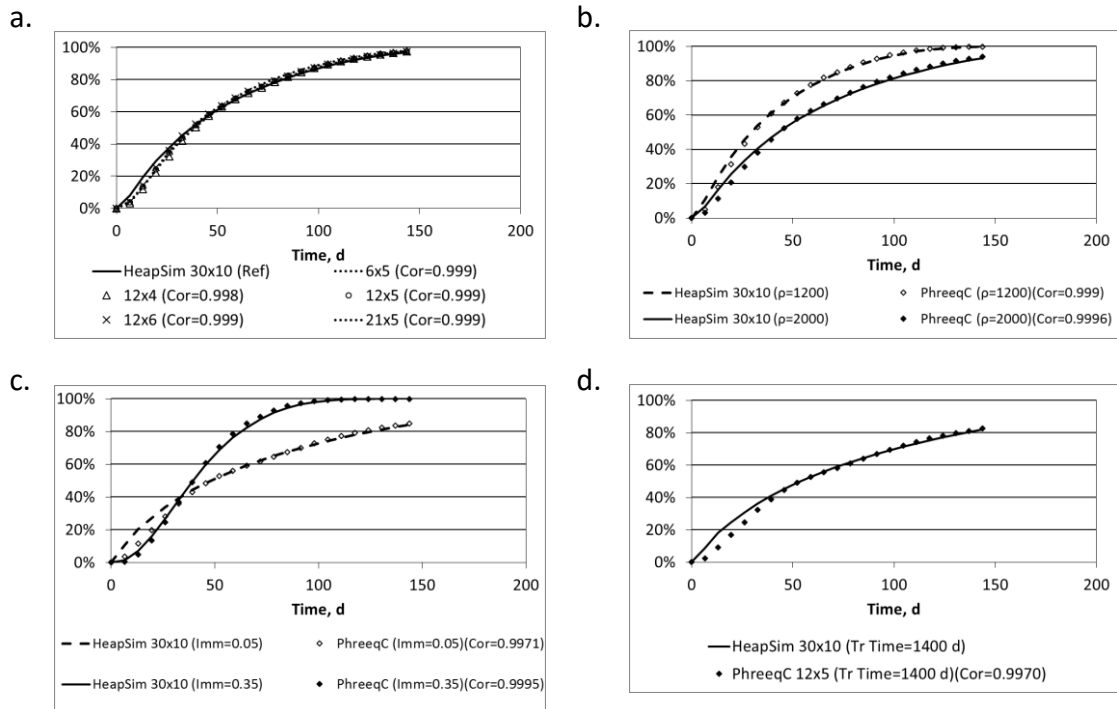 a.
100%
80%
60%
40%
20%
0%
0 50 100 150 200
Time, d
HeapSim 30x10 (Ref) 6x5 (Cor=0.999)
12x4 (Cor=0.998) 12x5 (Cor=0.999)
12x6 (Cor=0.999) 21x5 (Cor=0.999)
b.
100%
80%
60%
40%
20%
0%
0 50 100 150 200
Time, d
HeapSim 30x10 (ρ=1200) PhreeqC (ρ=1200)(Cor=0.999)
HeapSim 30x10 (ρ=2000) PhreeqC (ρ=2000)(Cor=0.9996)
c.
100%
80%
60%
40%
20%
0%
0 50 100 150 200
Time, d
HeapSim 30x10 (Imm=0.05) PhreeqC (Imm=0.05)(Cor=0.9971)
HeapSim 30x10 (Imm=0.35) PhreeqC (Imm=0.35)(Cor=0.9995)
d.
100%
80%
60%
40%
20%
0%
0 50 100 150 200
Time, d
HeapSim 30x10 (Tr Time=1400 d)
PhreeqC 12x5 (Tr Time=1400 d)(Cor=0.9970)